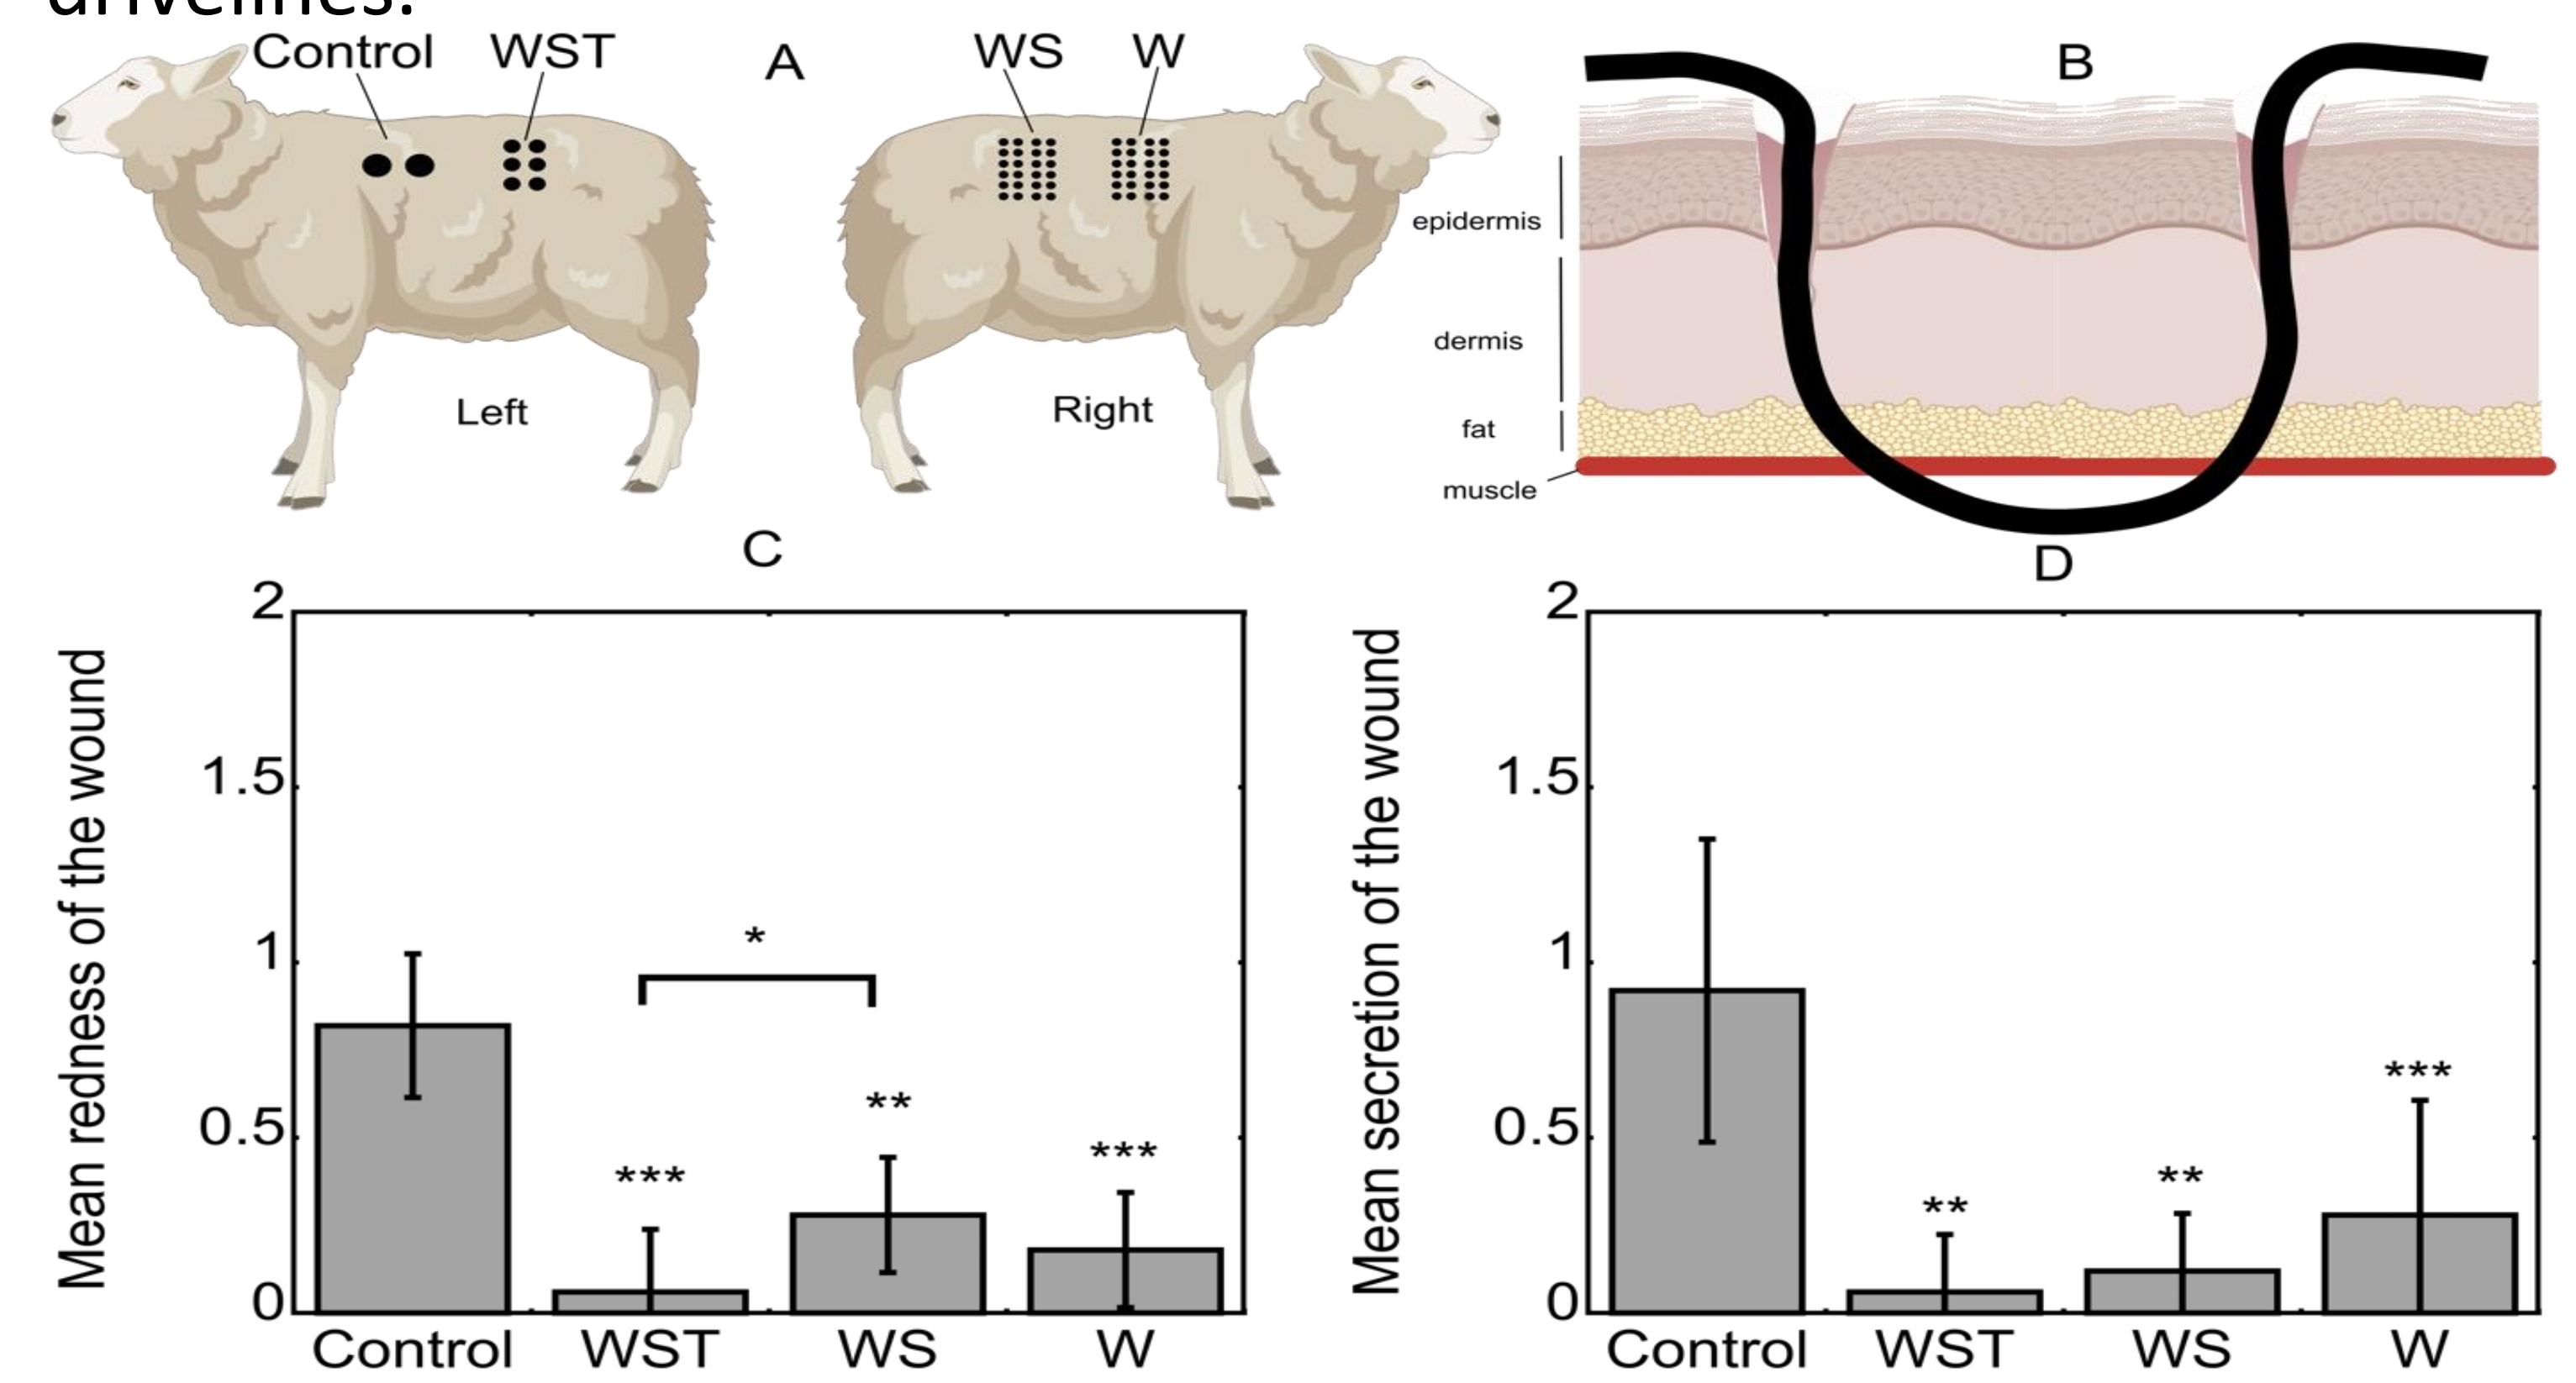 drivelines.
Control WST A WS W B
epidermis
dermis
fat
muscle
Left Right
C D
Mean redness of the wound
2
1.5
1
0.5
0
*
***
**
***
Control WST WS W
Mean secretion of the wound
2
1.5
1
0.5
0
**
**
***
Control WST WS W